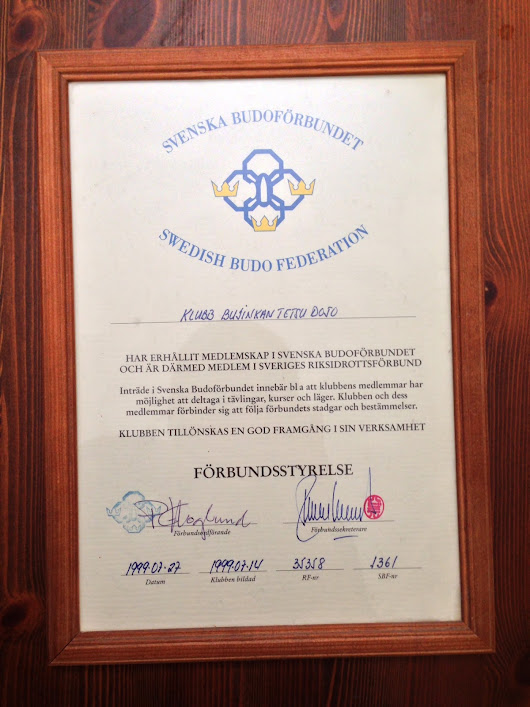 SVENSKA BUDOFÖRBUNDET
SWEDISH BUDO FEDERATION
KLUBB BUJINKAN TETSU DOJO
HAR ERHÅLLIT MEDLEMSKAP I SVENSKA BUDOFÖRBUNDET
OCH ÄR DÄRMED MEDLEM I SVERIGES RIKSIDROTTSFÖRBUND
Inträde i Svenska Budoförbundet innebär bl a att klubbens medlemmar har
möjlighet att deltaga i tävlingar, kurser och läger. Klubben och dess
medlemmar förbinder sig att följa förbundets stadgar och bestämmelser.
KLUBBEN TILLÖNSKAS EN GOD FRAMGÅNG I SIN VERKSAMHET
FÖRBUNDSSTYRELSE
Förbundsordförande Förbundssekreterare
1999-07-27 1999-07-14 35358 1361
Datum Klubben bildad RF-nr SBF-nr